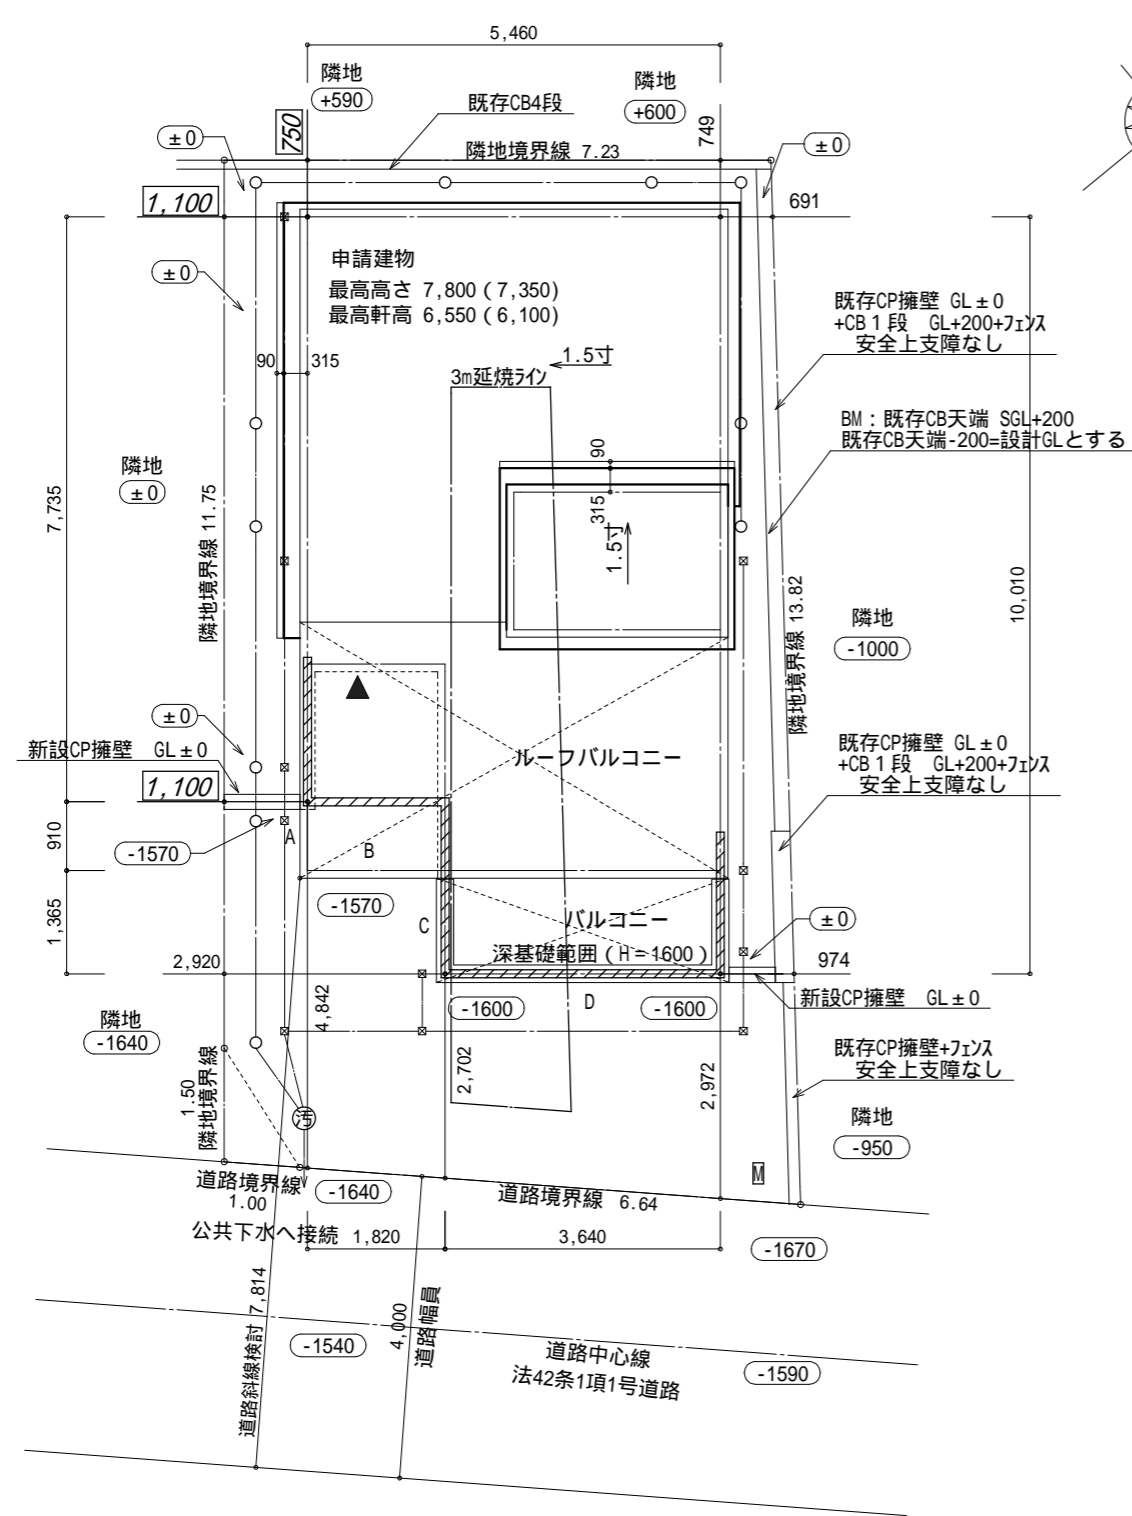 5,460
隣地
+590
隣地
+600
既存CB4段
750
749
±0
隣地境界線 7.23
±0
1,100
691
申請建物
最高高さ 7,800(7,350)
最高軒高 6,550(6,100)
±0
既存CP擁壁 GL±0
+CB1段 GL+200+フェンス
安全上支障なし
90
315
1.5寸
3m延焼ライン
BM:既存CB天端 SGL+200
既存CB天端-200=設計GLとする
90
隣地
±0
7,735
隣地境界線 11.75
315
1.5寸
10,010
隣地境界線 13.82
隣地
-1000
±0
新設CP擁壁 GL±0
ルーフバルコニー
既存CP擁壁 GL±0
+CB1段 GL+200+フェンス
安全上支障なし
1,100
910
A
B
-1570
-1570
1,365
C
バルコニー
±0
深基礎範囲(H=1600)
2,920
974
4,842
-1600
D
-1600
新設CP擁壁 GL±0
隣地
-1640
既存CP擁壁+フェンス
安全上支障なし
2,702
2,972
1.50
隣地境界線
汚
隣地
-950
M
道路境界線
1.00
-1640
道路境界線 6.64
公共下水へ接続
1,820
3,640
-1670
道路斜線検討 7,814
4,000
道路幅員
-1540
道路中心線
法42条1項1号道路
-1590